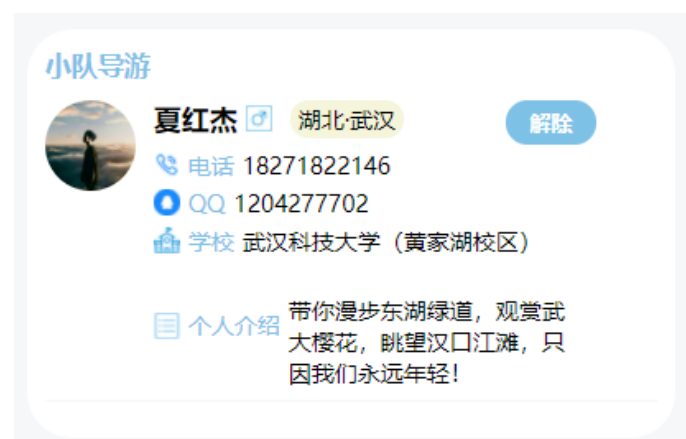 小队导游
夏红杰 湖北·武汉 解除
电话 18271822146
QQ 1204277702
学校 武汉科技大学（黄家湖校区）
个人介绍 带你漫步东湖绿道，观赏武
大樱花，眺望汉口江滩，只
因我们永远年轻！